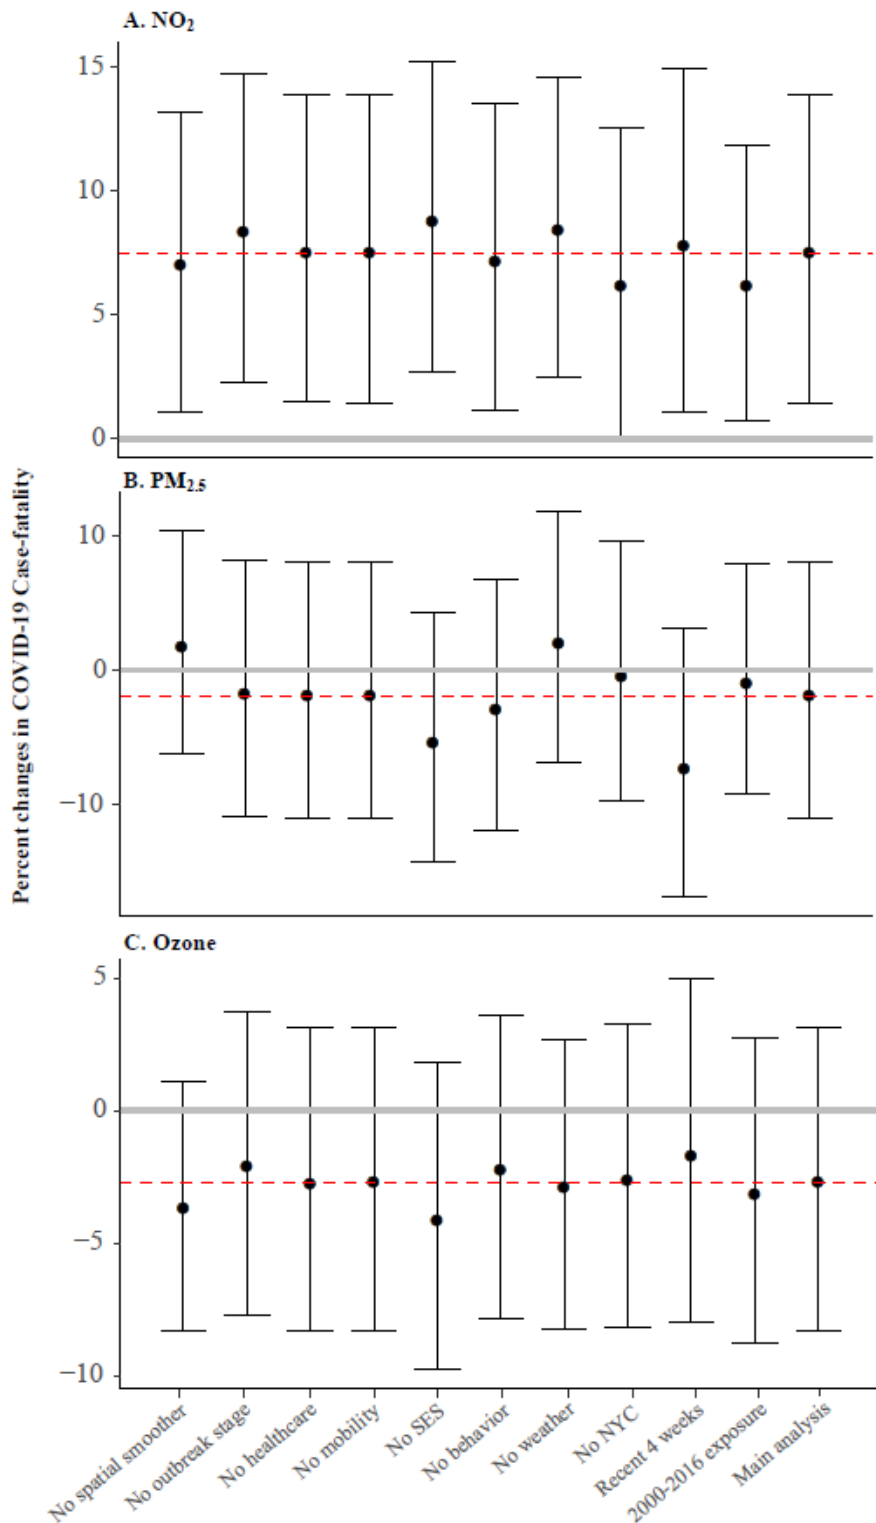 A. NO₂
15
10
5
0
B. PM₂.₅
10
0
−10
C. Ozone
5
0
−5
−10
Percent changes in COVID-19 Case-fatality
No spatial smoother
No outbreak stage
No healthcare
No mobility
No SES
No behavior
No weather
No NYC
Recent 4 weeks
2000-2016 exposure
Main analysis